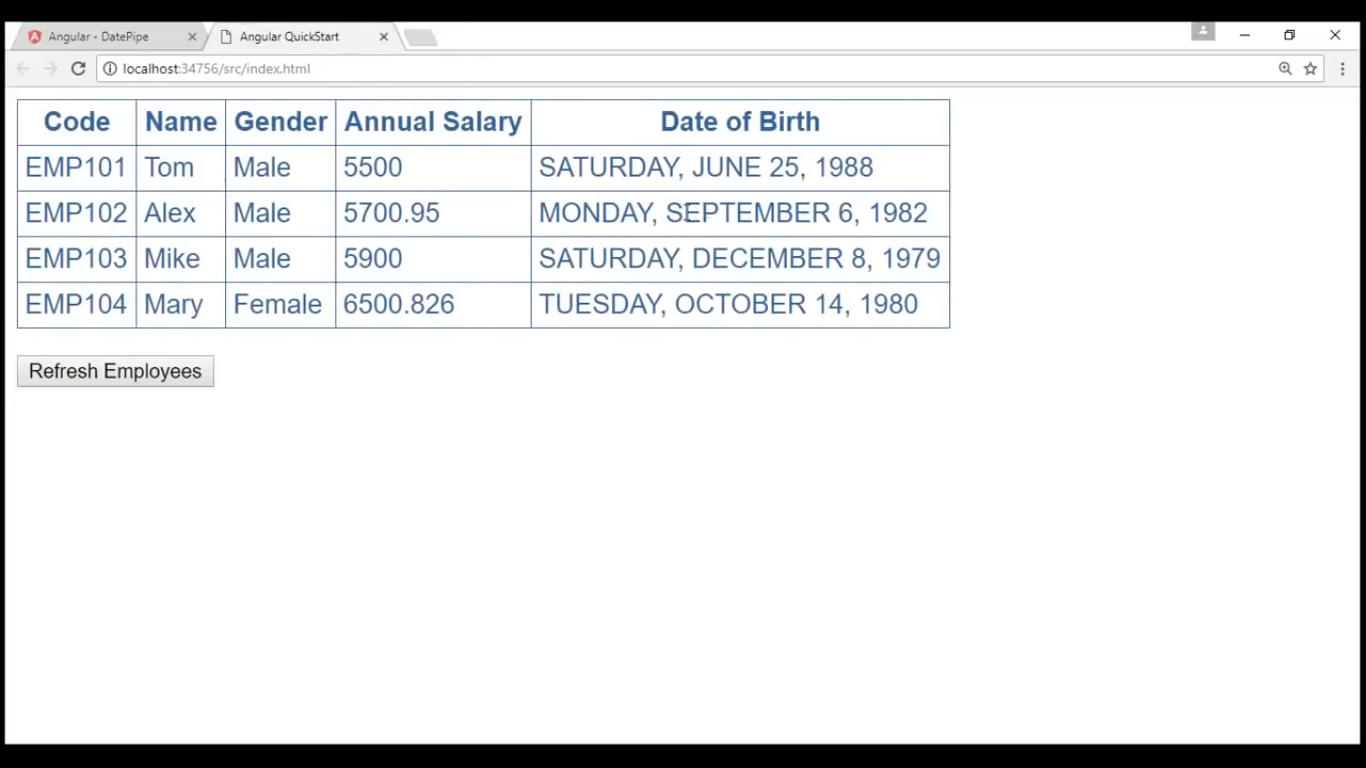 Angular - DatePipe
Angular QuickStart
localhost:34756/src/index.html
Code Name Gender Annual Salary Date of Birth
EMP101 Tom Male 5500 SATURDAY, JUNE 25, 1988
EMP102 Alex Male 5700.95 MONDAY, SEPTEMBER 6, 1982
EMP103 Mike Male 5900 SATURDAY, DECEMBER 8, 1979
EMP104 Mary Female 6500.826 TUESDAY, OCTOBER 14, 1980
Refresh Employees